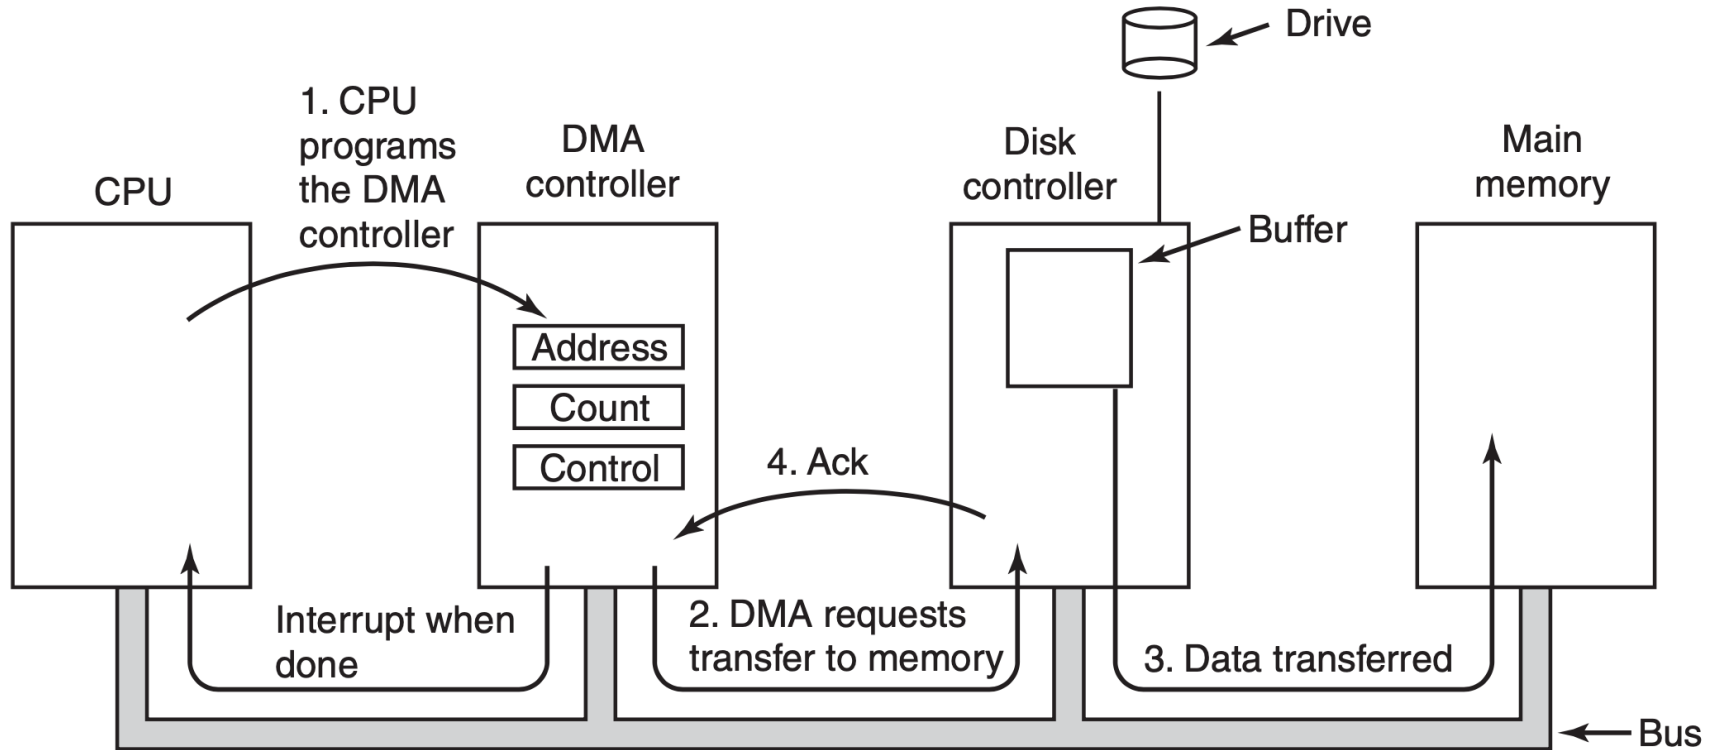 Drive
1. CPU
programs
the DMA
controller
DMA
controller
Disk
controller
Main
memory
CPU
Buffer
Address
Count
Control
4. Ack
Interrupt when
done
2. DMA requests
transfer to memory
3. Data transferred
Bus